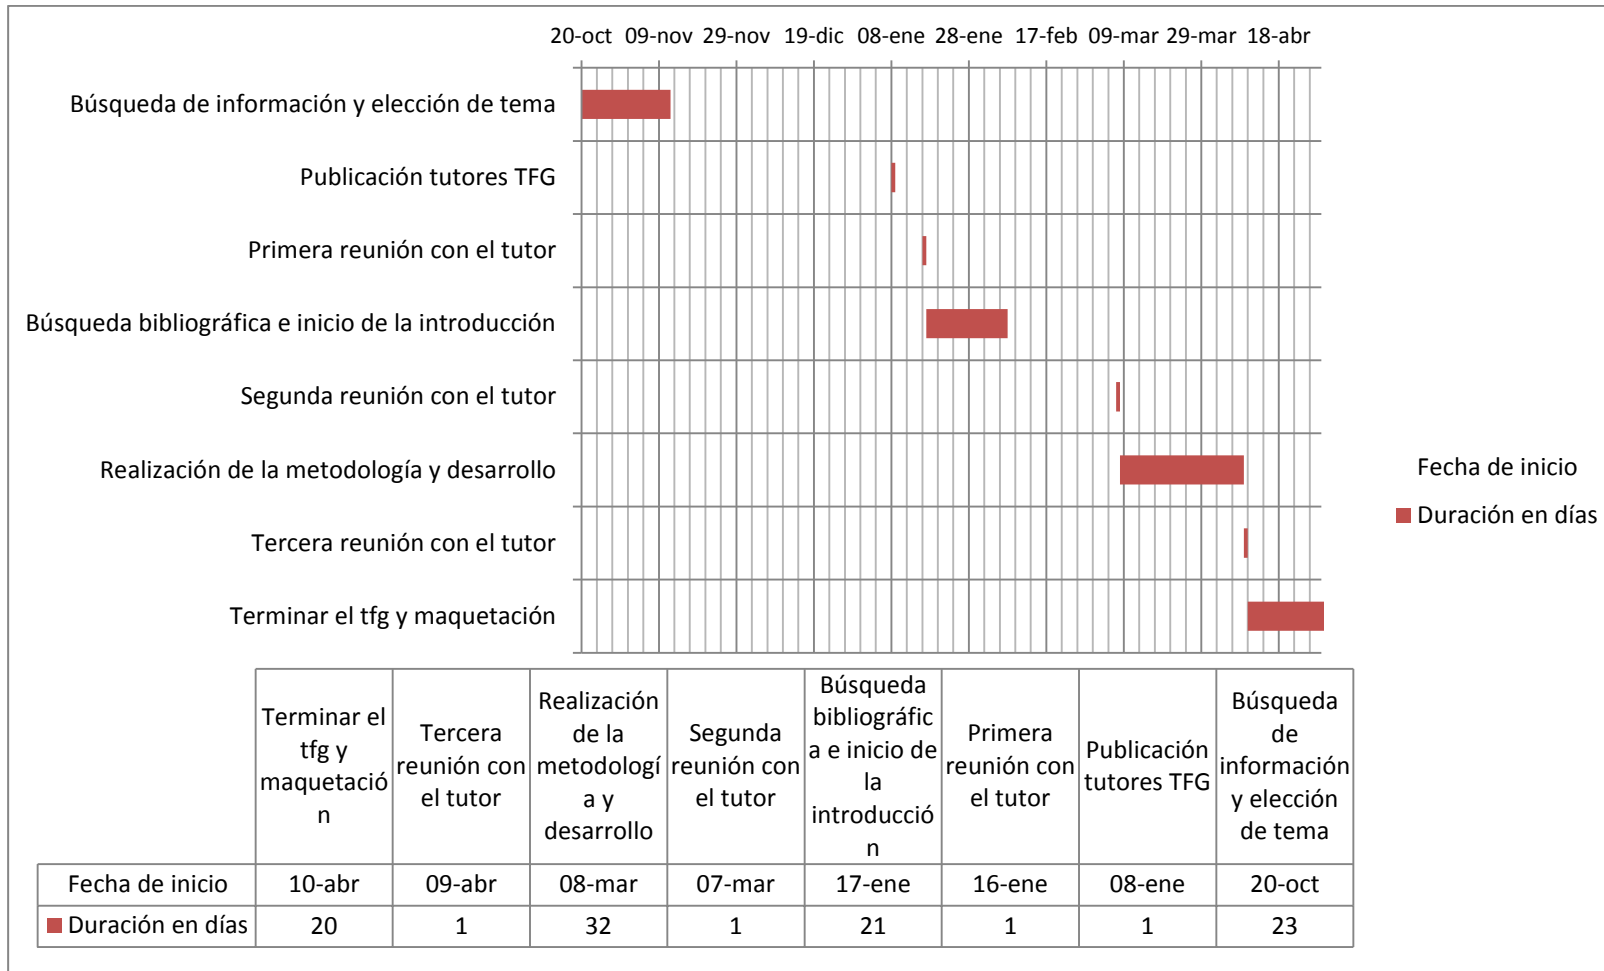 20-oct 09-nov 29-nov 19-dic 08-ene 28-ene 17-feb 09-mar 29-mar 18-abr
Búsqueda de información y elección de tema
Publicación tutores TFG
Primera reunión con el tutor
Búsqueda bibliográfica e inicio de la introducción
Segunda reunión con el tutor
Realización de la metodología y desarrollo
Tercera reunión con el tutor
Terminar el tfg y maquetación
Fecha de inicio
Duración en días
Terminar el
tfg y
maquetació
n
Tercera
reunión con
el tutor
Realización
de la
metodologí
a y
desarrollo
Segunda
reunión con
el tutor
Búsqueda
bibliográfic
a e inicio de
la
introducció
n
Primera
reunión con
el tutor
Publicación
tutores TFG
Búsqueda
de
información
y elección
de tema
Fecha de inicio 10-abr 09-abr 08-mar 07-mar 17-ene 16-ene 08-ene 20-oct
Duración en días 20 1 32 1 21 1 1 23